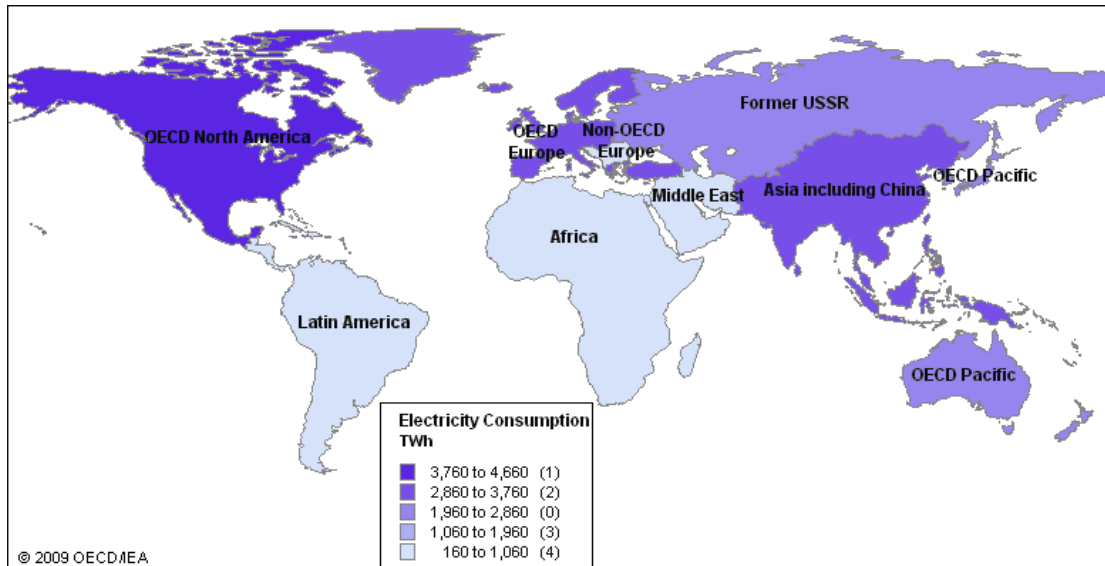 OECD North America
Former USSR
OECD
Europe
Non-OECD
Europe
OECD Pacific
Middle East
Asia including China
Africa
Latin America
OECD Pacific
Electricity Consumption
TWh
3,760 to 4,660 (1)
2,860 to 3,760 (2)
1,960 to 2,860 (0)
1,060 to 1,960 (3)
160 to 1,060 (4)
© 2009 OECD/IEA